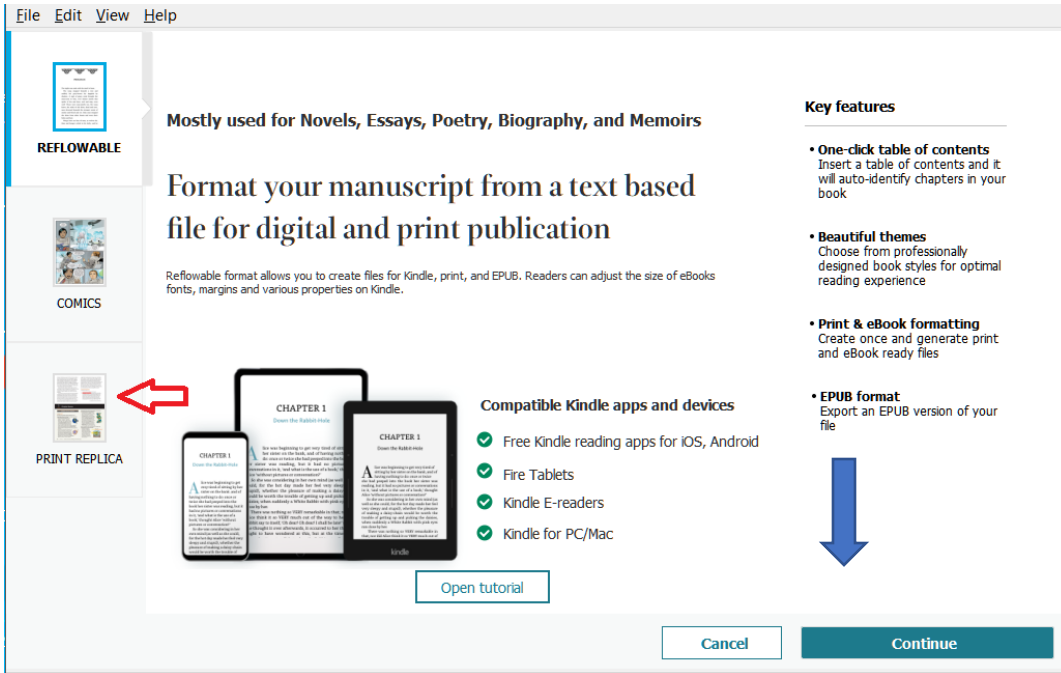 File Edit View Help
REFLOWABLE
COMICS
PRINT REPLICA
Mostly used for Novels, Essays, Poetry, Biography, and Memoirs
Format your manuscript from a text based
file for digital and print publication
Reflowable format allows you to create files for Kindle, print, and EPUB. Readers can adjust the size of eBooks
fonts, margins and various properties on Kindle.
CHAPTER 1
Down the Rabbit-Hole
CHAPTER 1
Down the Rabbit-Hole
CHAPTER 1
Down the Rabbit-Hole
kindle
Compatible Kindle apps and devices
Free Kindle reading apps for iOS, Android
Fire Tablets
Kindle E-readers
Kindle for PC/Mac
Open tutorial
Key features
• One-click table of contents
Insert a table of contents and it
will auto-identify chapters in your
book
• Beautiful themes
Choose from professionally
designed book styles for optimal
reading experience
• Print & eBook formatting
Create once and generate print
and eBook ready files
• EPUB format
Export an EPUB version of your
file
Cancel
Continue